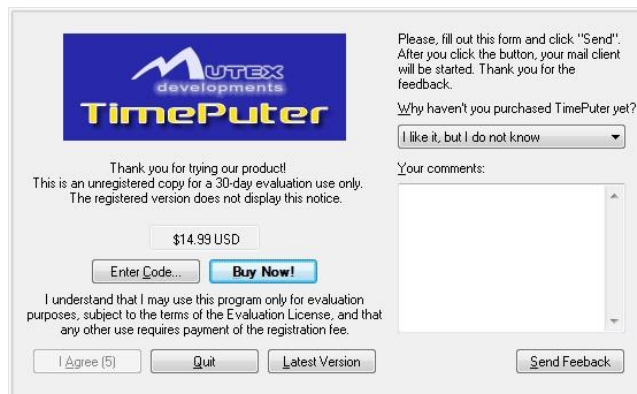 MUTEX
developments
TimePuter
Thank you for trying our product!
This is an unregistered copy for a 30-day evaluation use only.
The registered version does not display this notice.
$14.99 USD
Enter Code...
Buy Now!
I understand that I may use this program only for evaluation
purposes, subject to the terms of the Evaluation License, and that
any other use requires payment of the registration fee.
I Agree (5)
Quit
Latest Version
Please, fill out this form and click "Send".
After you click the button, your mail client
will be started. Thank you for the
feedback.
Why haven't you purchased TimePuter yet?
I like it, but I do not know
Your comments:
Send Feeback